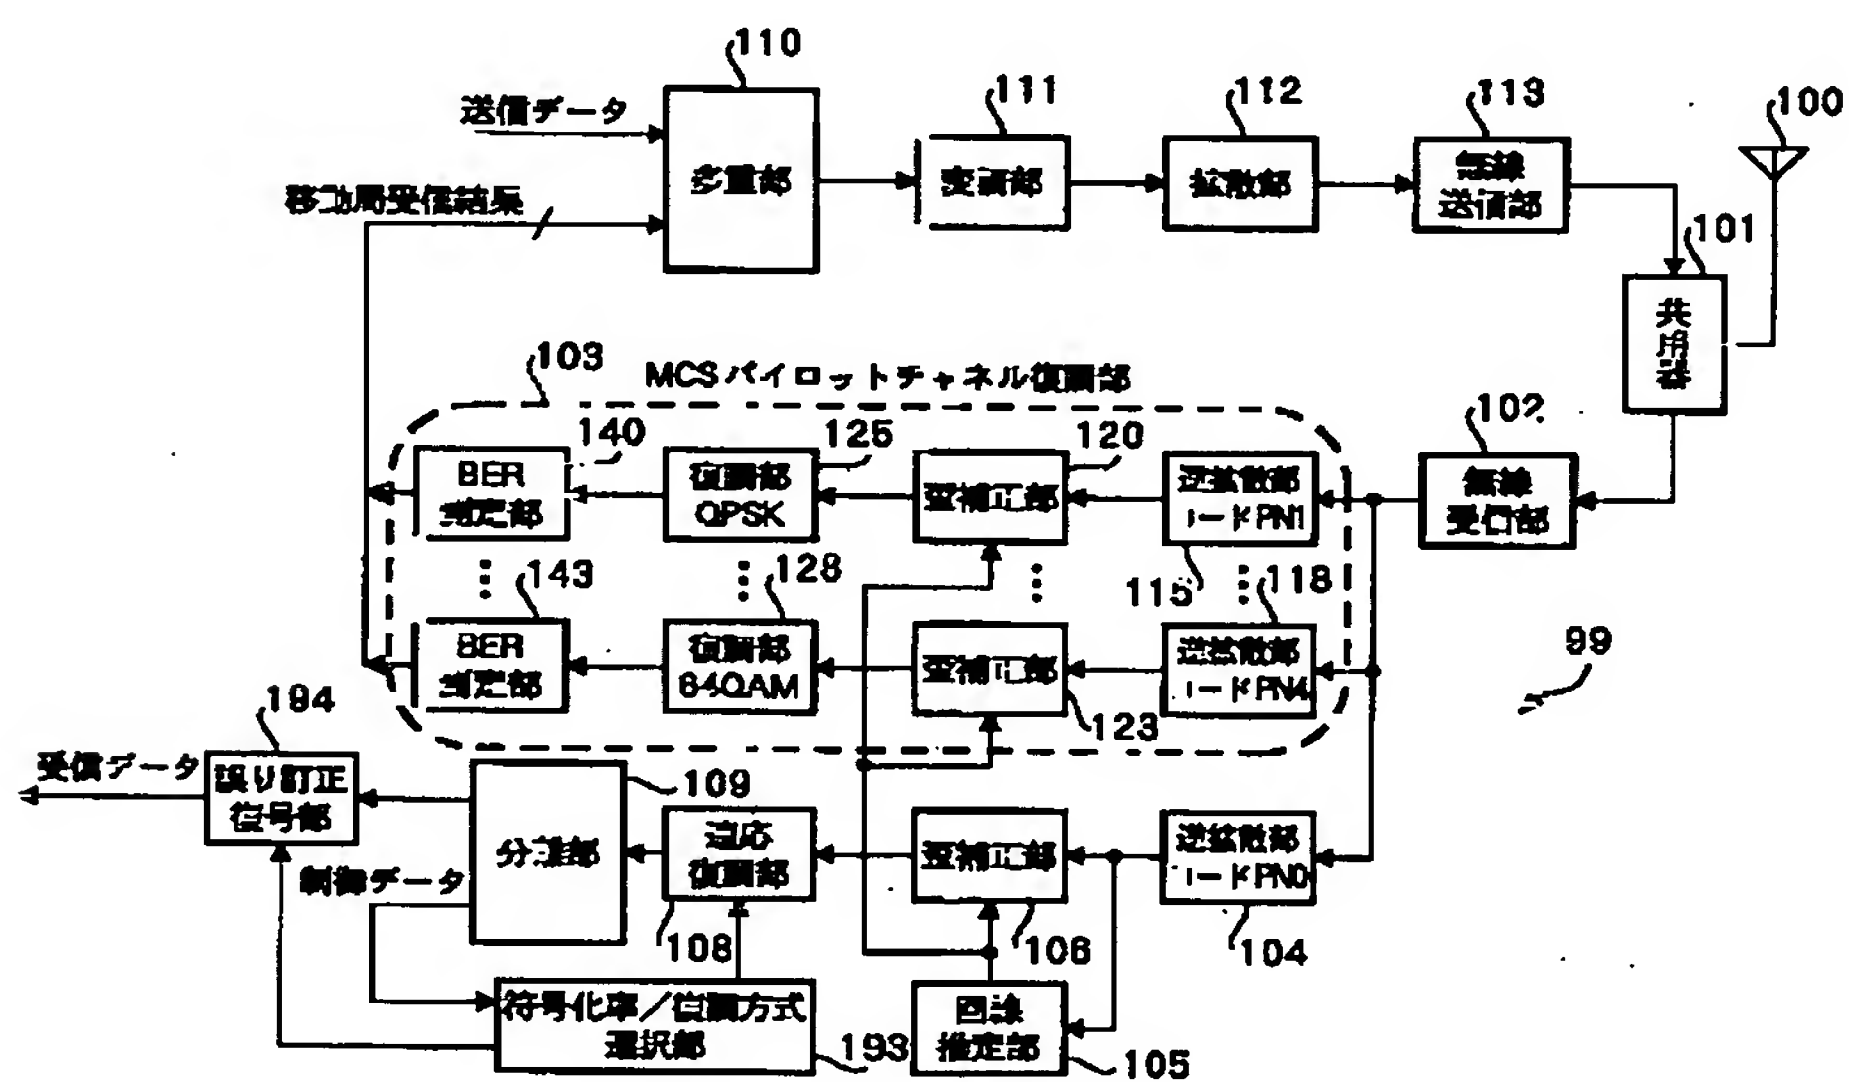 110
111
112
113
100
送信データ
多重部
変調部
拡散部
無線
送信部
移動局受信結果
101
共
用
器
103
MCSパイロットチャネル復調部
102
140
125
120
BER
測定部
復調部
QPSK
歪補正部
逆拡散部
コードPN1
無線
受信部
143
128
115
118
BER
測定部
復調部
64QAM
歪補正部
逆拡散部
コードPN4
99
123
194
受信データ
誤り訂正
復号部
109
分離部
適応
復調部
歪補正部
逆拡散部
コードPN0
制御データ
108
106
104
符号化率/復調方式
選択部
193
回線
推定部
105